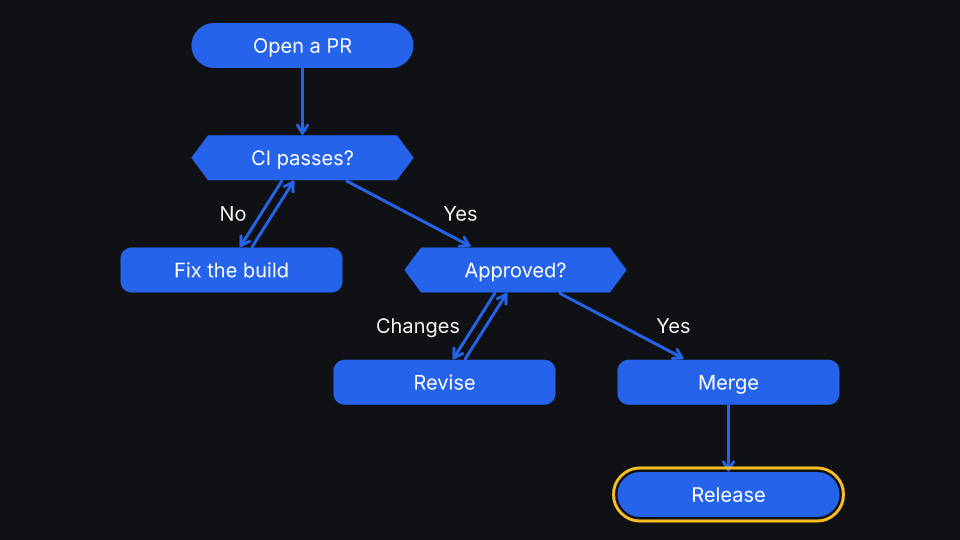 Open a PR
CI passes?
No
Yes
Fix the build
Approved?
Changes
Yes
Revise
Merge
Release